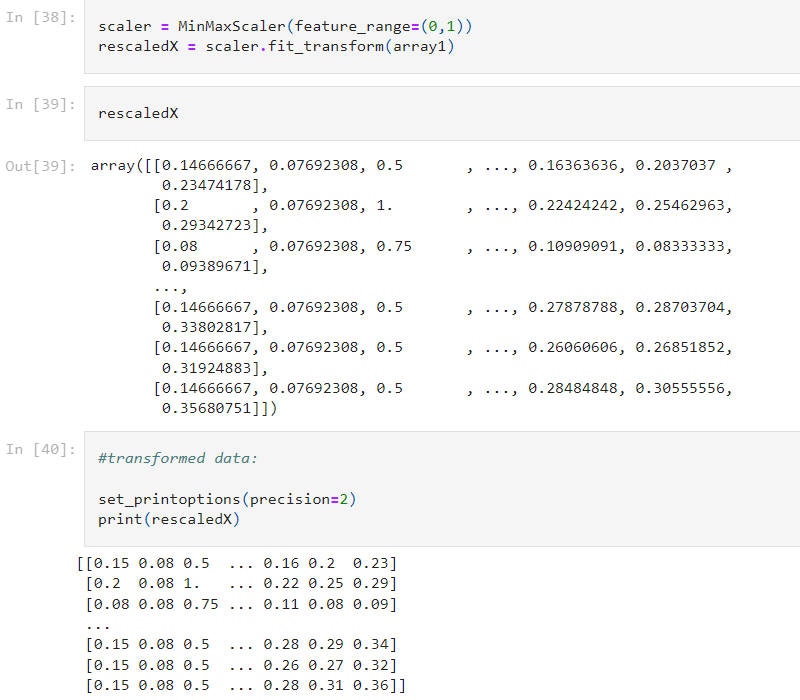 In [38]:
scaler = MinMaxScaler(feature_range=(0,1))
rescaledX = scaler.fit_transform(array1)
In [39]:
rescaledX
Out[39]: array([[0.14666667, 0.07692308, 0.5       , ..., 0.16363636, 0.2037037 ,
        0.23474178],
       [0.2       , 0.07692308, 1.        , ..., 0.22424242, 0.25462963,
        0.29342723],
       [0.08      , 0.07692308, 0.75      , ..., 0.10909091, 0.08333333,
        0.09389671],
       ...,
       [0.14666667, 0.07692308, 0.5       , ..., 0.27878788, 0.28703704,
        0.33802817],
       [0.14666667, 0.07692308, 0.5       , ..., 0.26060606, 0.26851852,
        0.31924883],
       [0.14666667, 0.07692308, 0.5       , ..., 0.28484848, 0.30555556,
        0.35680751]])
In [40]:
#transformed data:
set_printoptions(precision=2)
print(rescaledX)
[[0.15 0.08 0.5  ... 0.16 0.2  0.23]
 [0.2  0.08 1.   ... 0.22 0.25 0.29]
 [0.08 0.08 0.75 ... 0.11 0.08 0.09]
 ...
 [0.15 0.08 0.5  ... 0.28 0.29 0.34]
 [0.15 0.08 0.5  ... 0.26 0.27 0.32]
 [0.15 0.08 0.5  ... 0.28 0.31 0.36]]